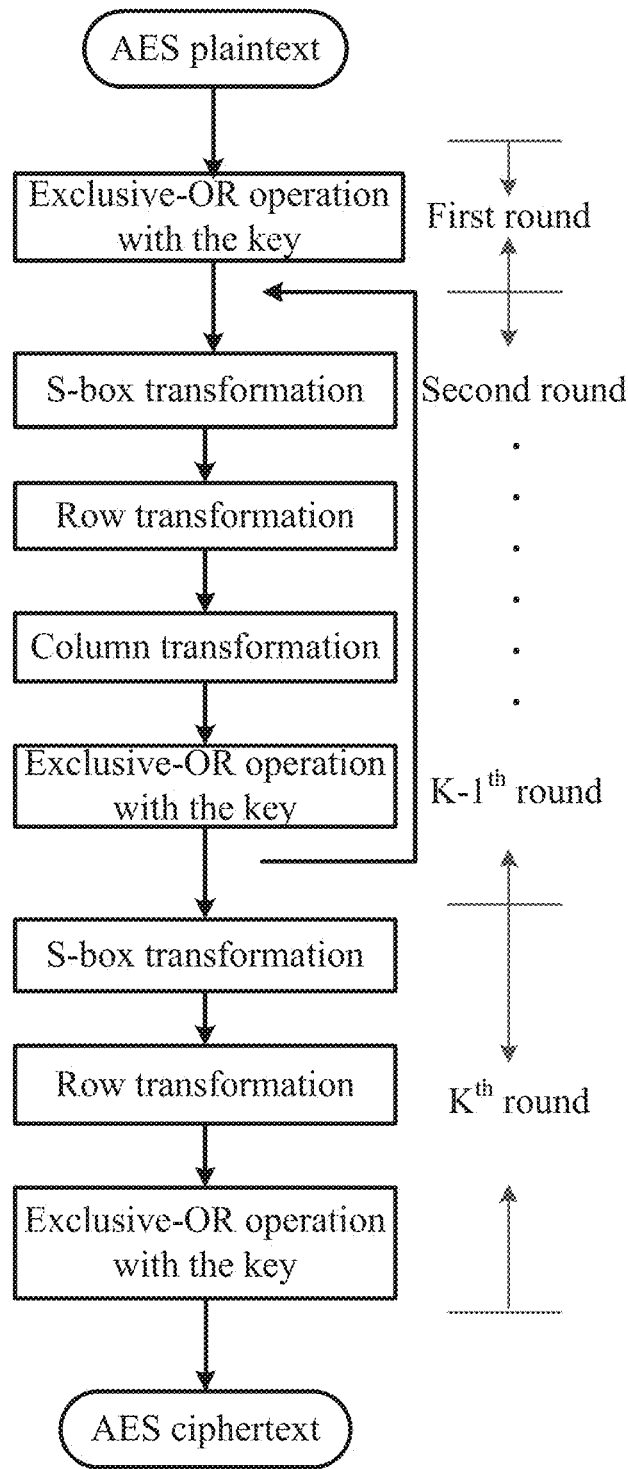 AES plaintext
Exclusive-OR operation
with the key
First round
S-box transformation
Second round
Row transformation
Column transformation
Exclusive-OR operation
with the key
K-1th round
S-box transformation
Row transformation
Kth round
Exclusive-OR operation
with the key
AES ciphertext